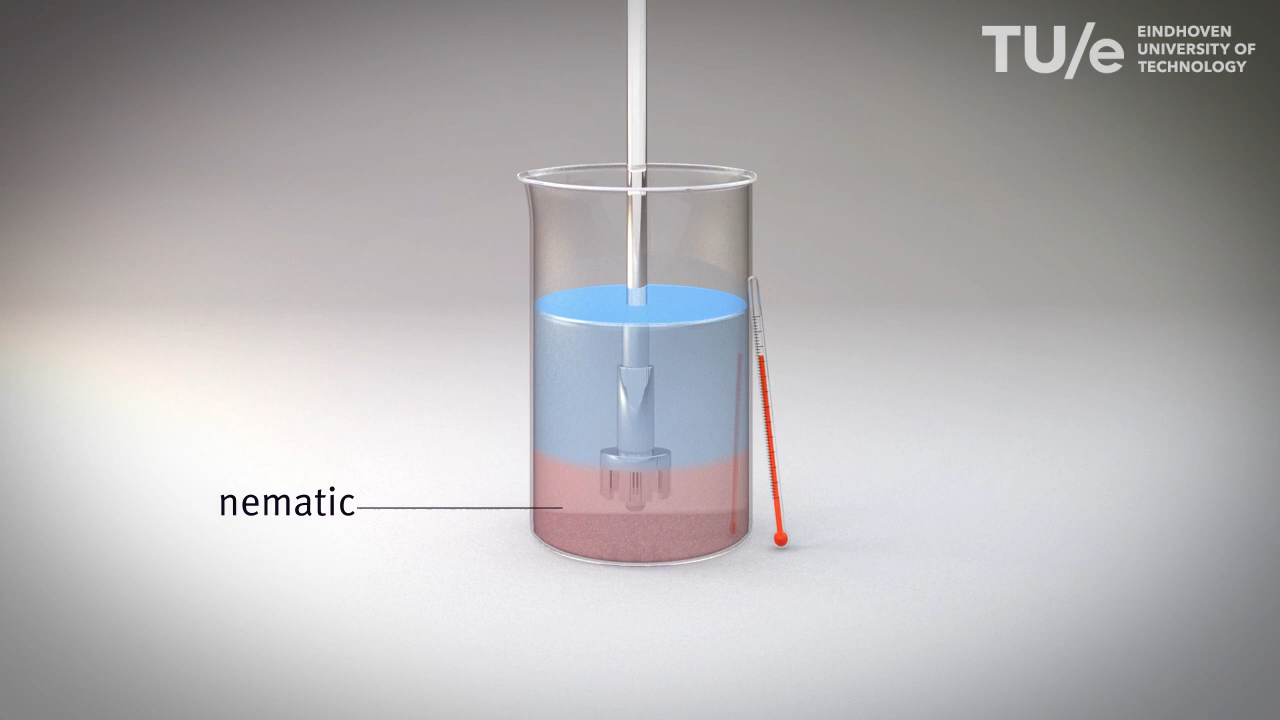 TU/e
EINDHOVEN
UNIVERSITY OF
TECHNOLOGY
nematic